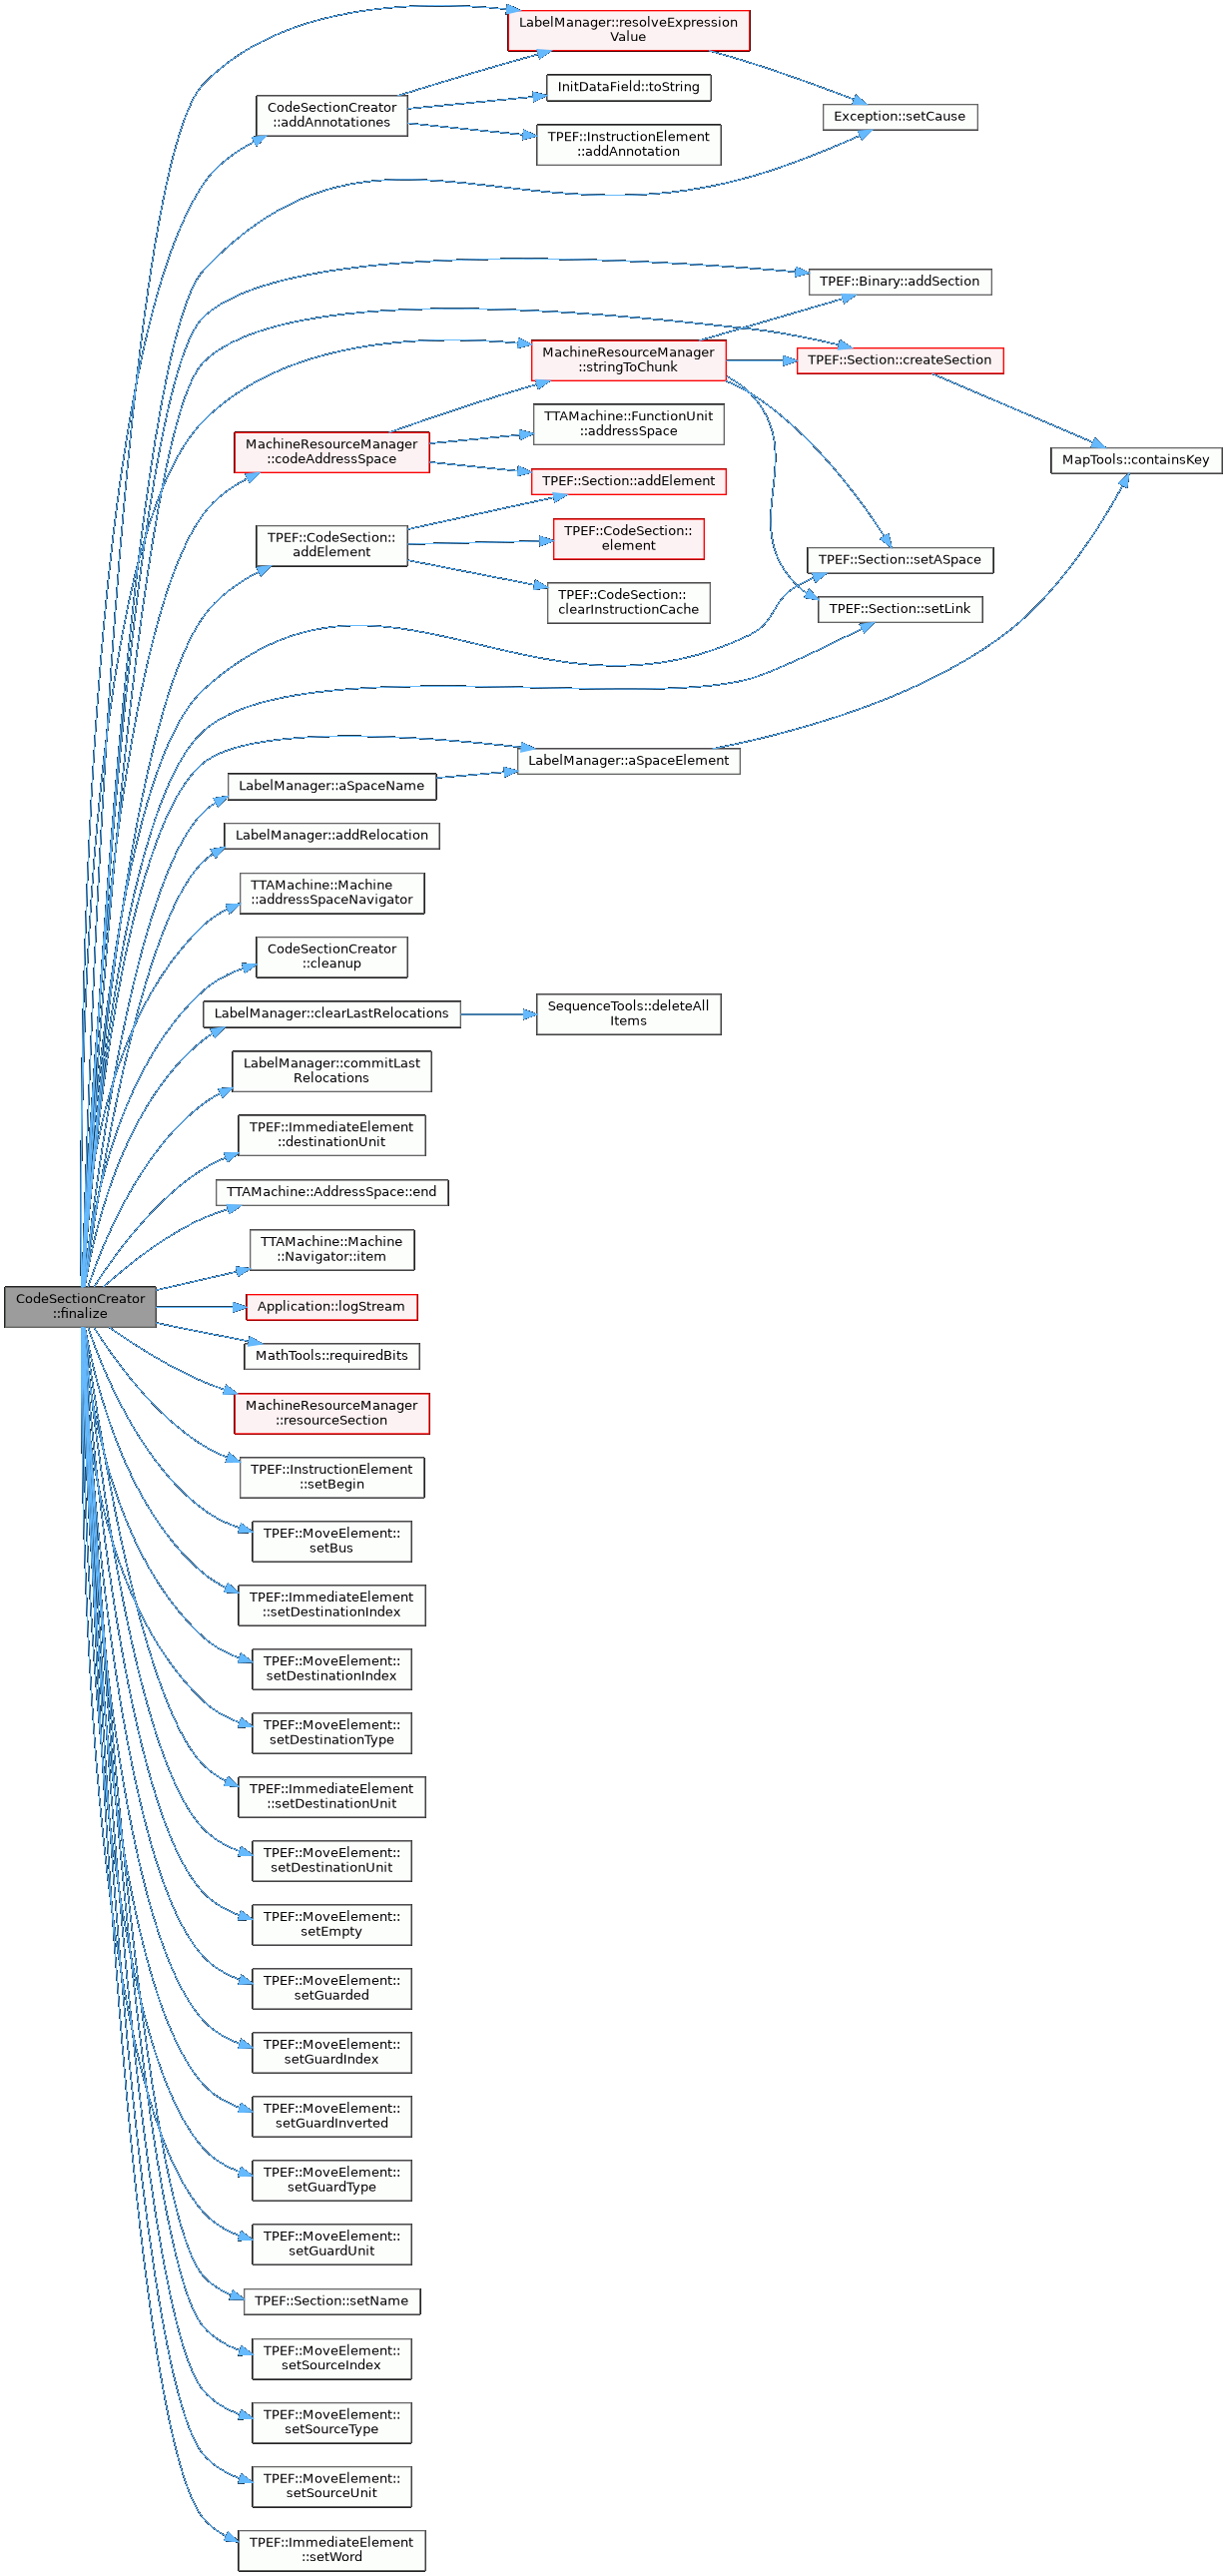 LabelManager::resolveExpression
Value
CodeSectionCreator
::addAnnotationes
InitDataField::toString
TPEF::InstructionElement
::addAnnotation
Exception::setCause
TPEF::Binary::addSection
MachineResourceManager
::stringToChunk
TPEF::Section::createSection
TTAMachine::FunctionUnit
::addressSpace
MachineResourceManager
::codeAddressSpace
TPEF::Section::addElement
MapTools::containsKey
TPEF::CodeSection::
addElement
TPEF::CodeSection::
element
TPEF::CodeSection::
clearInstructionCache
TPEF::Section::setASpace
TPEF::Section::setLink
LabelManager::aSpaceElement
LabelManager::aSpaceName
LabelManager::addRelocation
TTAMachine::Machine
::addressSpaceNavigator
CodeSectionCreator
::cleanup
LabelManager::clearLastRelocations
SequenceTools::deleteAll
Items
LabelManager::commitLast
Relocations
TPEF::ImmediateElement
::destinationUnit
TTAMachine::AddressSpace::end
TTAMachine::Machine
::Navigator::item
CodeSectionCreator
::finalize
Application::logStream
MathTools::requiredBits
MachineResourceManager
::resourceSection
TPEF::InstructionElement
::setBegin
TPEF::MoveElement::
setBus
TPEF::ImmediateElement
::setDestinationIndex
TPEF::MoveElement::
setDestinationIndex
TPEF::MoveElement::
setDestinationType
TPEF::ImmediateElement
::setDestinationUnit
TPEF::MoveElement::
setDestinationUnit
TPEF::MoveElement::
setEmpty
TPEF::MoveElement::
setGuarded
TPEF::MoveElement::
setGuardIndex
TPEF::MoveElement::
setGuardInverted
TPEF::MoveElement::
setGuardType
TPEF::MoveElement::
setGuardUnit
TPEF::Section::setName
TPEF::MoveElement::
setSourceIndex
TPEF::MoveElement::
setSourceType
TPEF::MoveElement::
setSourceUnit
TPEF::ImmediateElement
::setWord